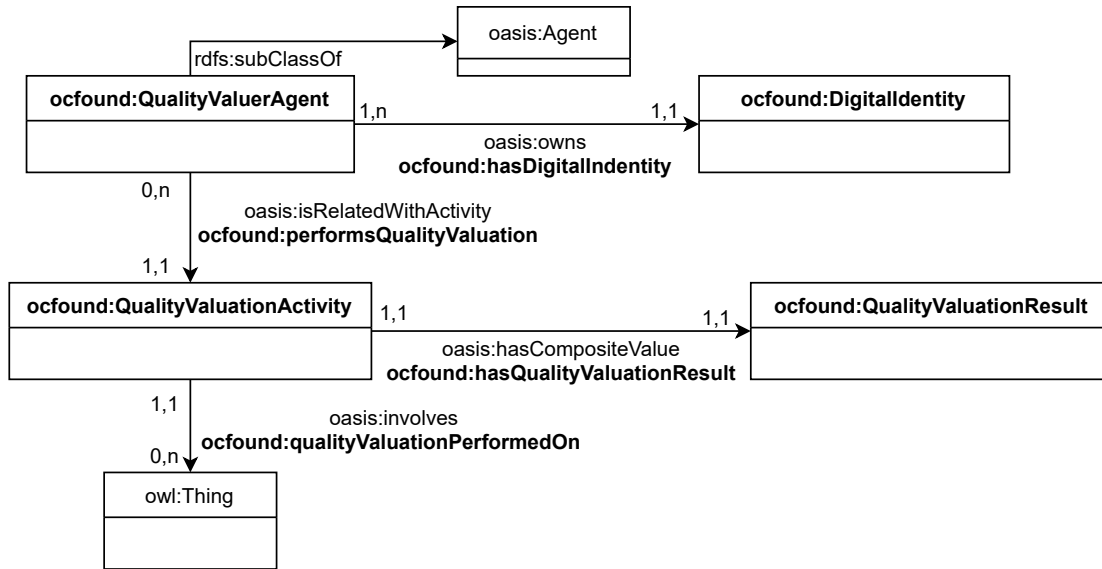 oasis:Agent
rdfs:subClassOf
ocfound:QualityValuerAgent
ocfound:DigitalIdentity
1,n
1,1
oasis:owns
ocfound:hasDigitalIndentity
0,n
oasis:isRelatedWithActivity
ocfound:performsQualityValuation
1,1
ocfound:QualityValuationActivity
ocfound:QualityValuationResult
1,1
1,1
oasis:hasCompositeValue
ocfound:hasQualityValuationResult
1,1
oasis:involves
ocfound:qualityValuationPerformedOn
0,n
owl:Thing